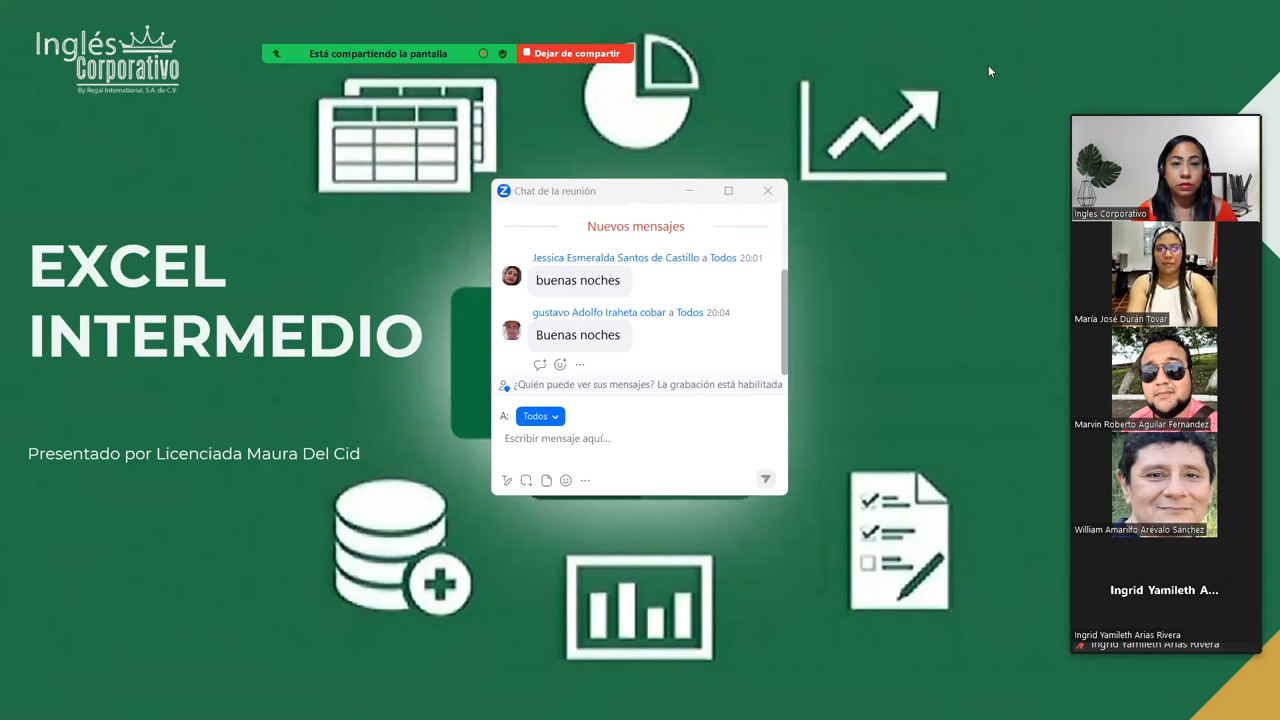 Inglés
Corporativo
By Regal International, S.A. de C.V.
Está compartiendo la pantalla
Dejar de compartir
EXCEL
INTERMEDIO
Presentado por Licenciada Maura Del Cid
Chat de la reunión
Nuevos mensajes
Jessica Esmeralda Santos de Castillo a Todos 20:01
buenas noches
gustavo Adolfo Iraheta cobar a Todos 20:04
Buenas noches
¿Quién puede ver sus mensajes? La grabación está habilitada
A: Todos
Escribir mensaje aquí...
Ingles Corporativo
María José Durán Tovar
Marvin Roberto Aguilar Fernandez
William Amarilfo Arévalo Sánchez
Ingrid Yamileth A...
Ingrid Yamileth Arias Rivera
Ingrid Yamileth Arias Rivera